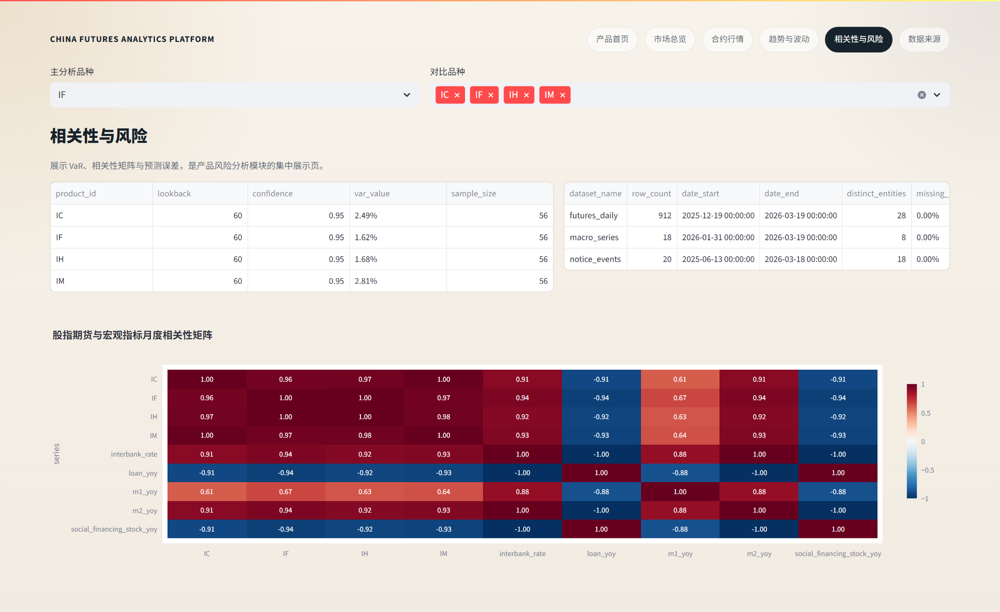 CHINA FUTURES ANALYTICS PLATFORM
产品首页 市场总览 合约行情 趋势与波动 相关性与风险 数据来源
主分析品种 对比品种
IF IC IF IH IM
相关性与风险
展示 VaR、相关性矩阵与预测误差，是产品风险分析模块的集中展示页。
product_id lookback confidence var_value sample_size
IC 60 0.95 2.49% 56
IF 60 0.95 1.62% 56
IH 60 0.95 1.68% 56
IM 60 0.95 2.81% 56
dataset_name row_count date_start date_end distinct_entities missing_
futures_daily 912 2025-12-19 00:00:00 2026-03-19 00:00:00 28 0.00%
macro_series 18 2026-01-31 00:00:00 2026-03-19 00:00:00 8 0.00%
notice_events 20 2025-06-13 00:00:00 2026-03-18 00:00:00 18 0.00%
股指期货与宏观指标月度相关性矩阵
series
IC 1.00 0.96 0.97 1.00 0.91 -0.91 0.61 0.91 -0.91
IF 0.96 1.00 1.00 0.97 0.94 -0.94 0.67 0.94 -0.94
IH 0.97 1.00 1.00 0.98 0.92 -0.92 0.63 0.92 -0.92
IM 1.00 0.97 0.98 1.00 0.93 -0.93 0.64 0.93 -0.93
interbank_rate 0.91 0.94 0.92 0.93 1.00 -1.00 0.88 1.00 -1.00
loan_yoy -0.91 -0.94 -0.92 -0.93 -1.00 1.00 -0.88 -1.00 1.00
m1_yoy 0.61 0.67 0.63 0.64 0.88 -0.88 1.00 0.88 -0.88
m2_yoy 0.91 0.94 0.92 0.93 1.00 -1.00 0.88 1.00 -1.00
social_financing_stock_yoy -0.91 -0.94 -0.92 -0.93 -1.00 1.00 -0.88 -1.00 1.00
IC IF IH IM interbank_rate loan_yoy m1_yoy m2_yoy social_financing_stock_yoy
1
0.5
0
−0.5
−1